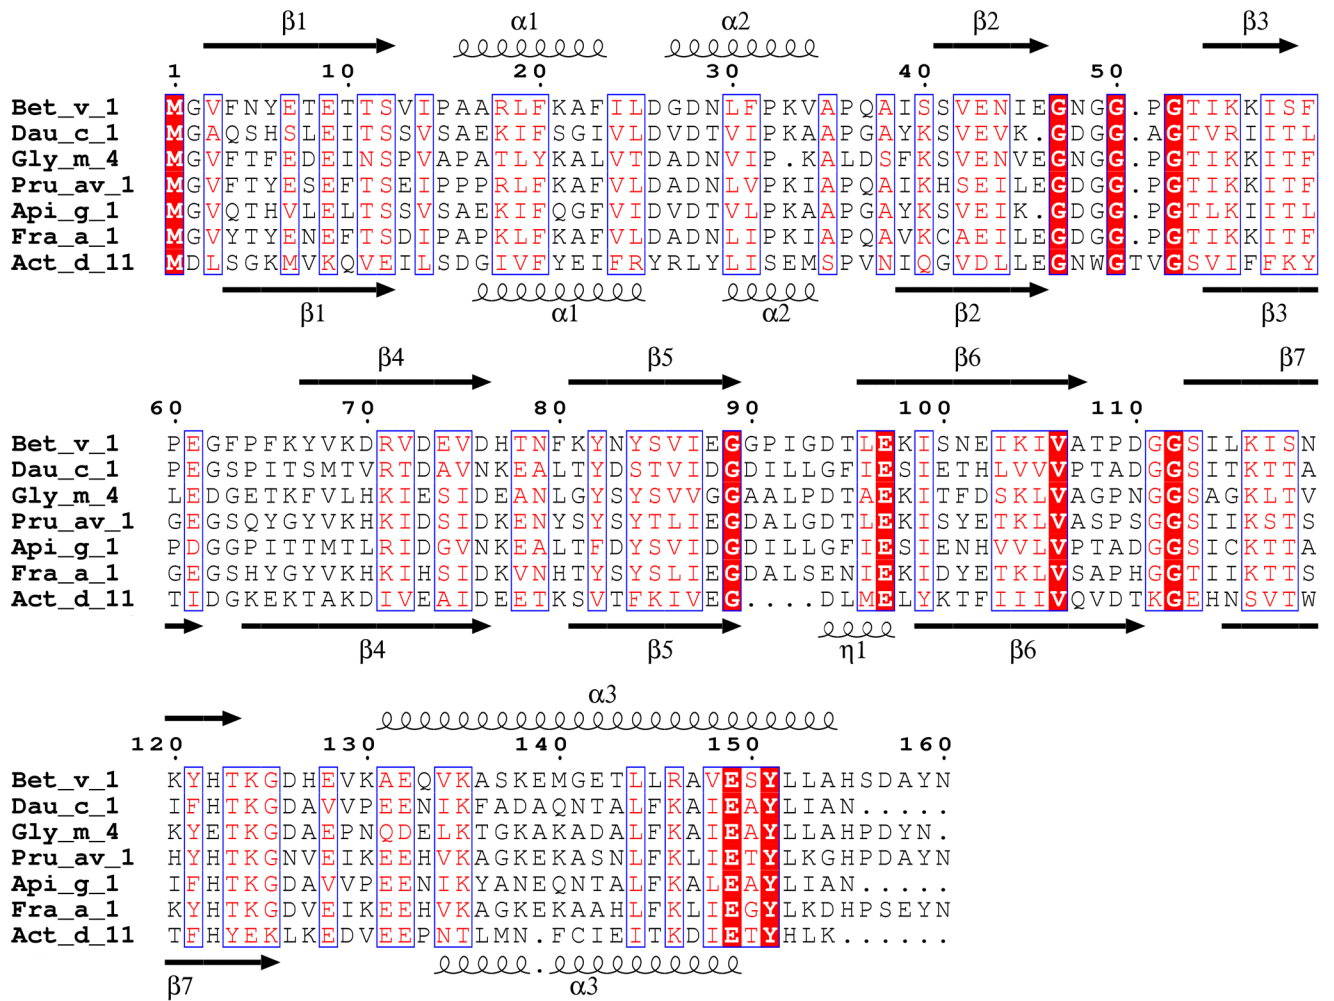 β1 α1 α2 β2 β3
1 10 20 30 40 50
Bet_v_1 MGVFNYETETTSVIPAARLFKAFILDGDNLFPKVAPQAISSVENIEGNGG.PGTIKKISF
Dau_c_1 MGAQSHSLEITSSVSAEKIFSGIVLDVDTVIPKAAPGAYKSVEVK.GDGG.AGTVRIITL
Gly_m_4 MGVFTFEDEINSPVAPATLYKALVTDADNVIP.KALDSFKSVENVEGNGG.PGTIKKITF
Pru_av_1 MGVFTYESEFTSEIPPPRLFKAFVLDADNLVPKIAPQAIKHSEILEGDGG.PGTIKKITF
Api_g_1 MGVQTHVLELTSSVSAEKIFQGFVIDVDTVLPKAAPGAYKSVEIK.GDGG.PGTLKIITL
Fra_a_1 MGVYTYENEFTSDIPAPKLFKAFVLDADNLIPKIAPQAVKCAEILEGDGG.PGTIKKITF
Act_d_11 MDLSGKMVKQVEILSDGIVFYEIFRYRLYLISEMSPVNIQGVDLLEGNWGTVGSVIFFKY
β1 α1 α2 β2 β3
β4 β5 β6 β7
60 70 80 90 100 110
Bet_v_1 PEGFPFKYVKDRVDEVDHTNFKYNYSVIEGGPIGDTLEKISNEIKIVATPDGGSILKISN
Dau_c_1 PEGSPITSMTVRTDAVNKEALTYDSTVIDGDILLGFIESIETHLVVVPTADGGSITKTTA
Gly_m_4 LEDGETKFVLHKIESIDEANLGYSYSVVGGAALPDTAEKITFDSKLVAGPNGGSAGKLTV
Pru_av_1 GEGSQYGYVKHKIDSIDKENYSYSYTLIEGDALGDTLEKISYETKLVASPSGGSIIKSTS
Api_g_1 PDGGPITTMTLRIDGVNKEALTFDYSVIDGDILLGFIESIENHVVLVPTADGGSICKTTA
Fra_a_1 GEGSHYGYVKHKIHSIDKVNHTYSYSLIEGDALSENIEKIDYETKLVSAPHGGTIIKTTS
Act_d_11 TIDGKEKTAKDIVEAIDEETKSVTFKIVEG....DLMELYKTFIIIVQVDTKGEHNSVTW
β4 β5 η1 β6
α3
120 130 140 150 160
Bet_v_1 KYHTKGDHEVKAEQVKASKEMGETLLRAVESYLLAHSDAYN
Dau_c_1 IFHTKGDAVVPEENIKFADAQNTALFKAIEAYLIAN.....
Gly_m_4 KYETKGDAEPNQDELKTGKAKADALFKAIEAYLLAHPDYN.
Pru_av_1 HYHTKGNVEIKEEHVKAGKEKASNLFKLIETYLKGHPDAYN
Api_g_1 IFHTKGDAVVPEENIKYANEQNTALFKALEAYLIAN.....
Fra_a_1 KYHTKGDVEIKEEHVKAGKEKAAHLFKLIEGYLKDHPSEYN
Act_d_11 TFHYEKLKEDVEEPNTLMN.FCIEITKDIETYHLK......
β7 . α3